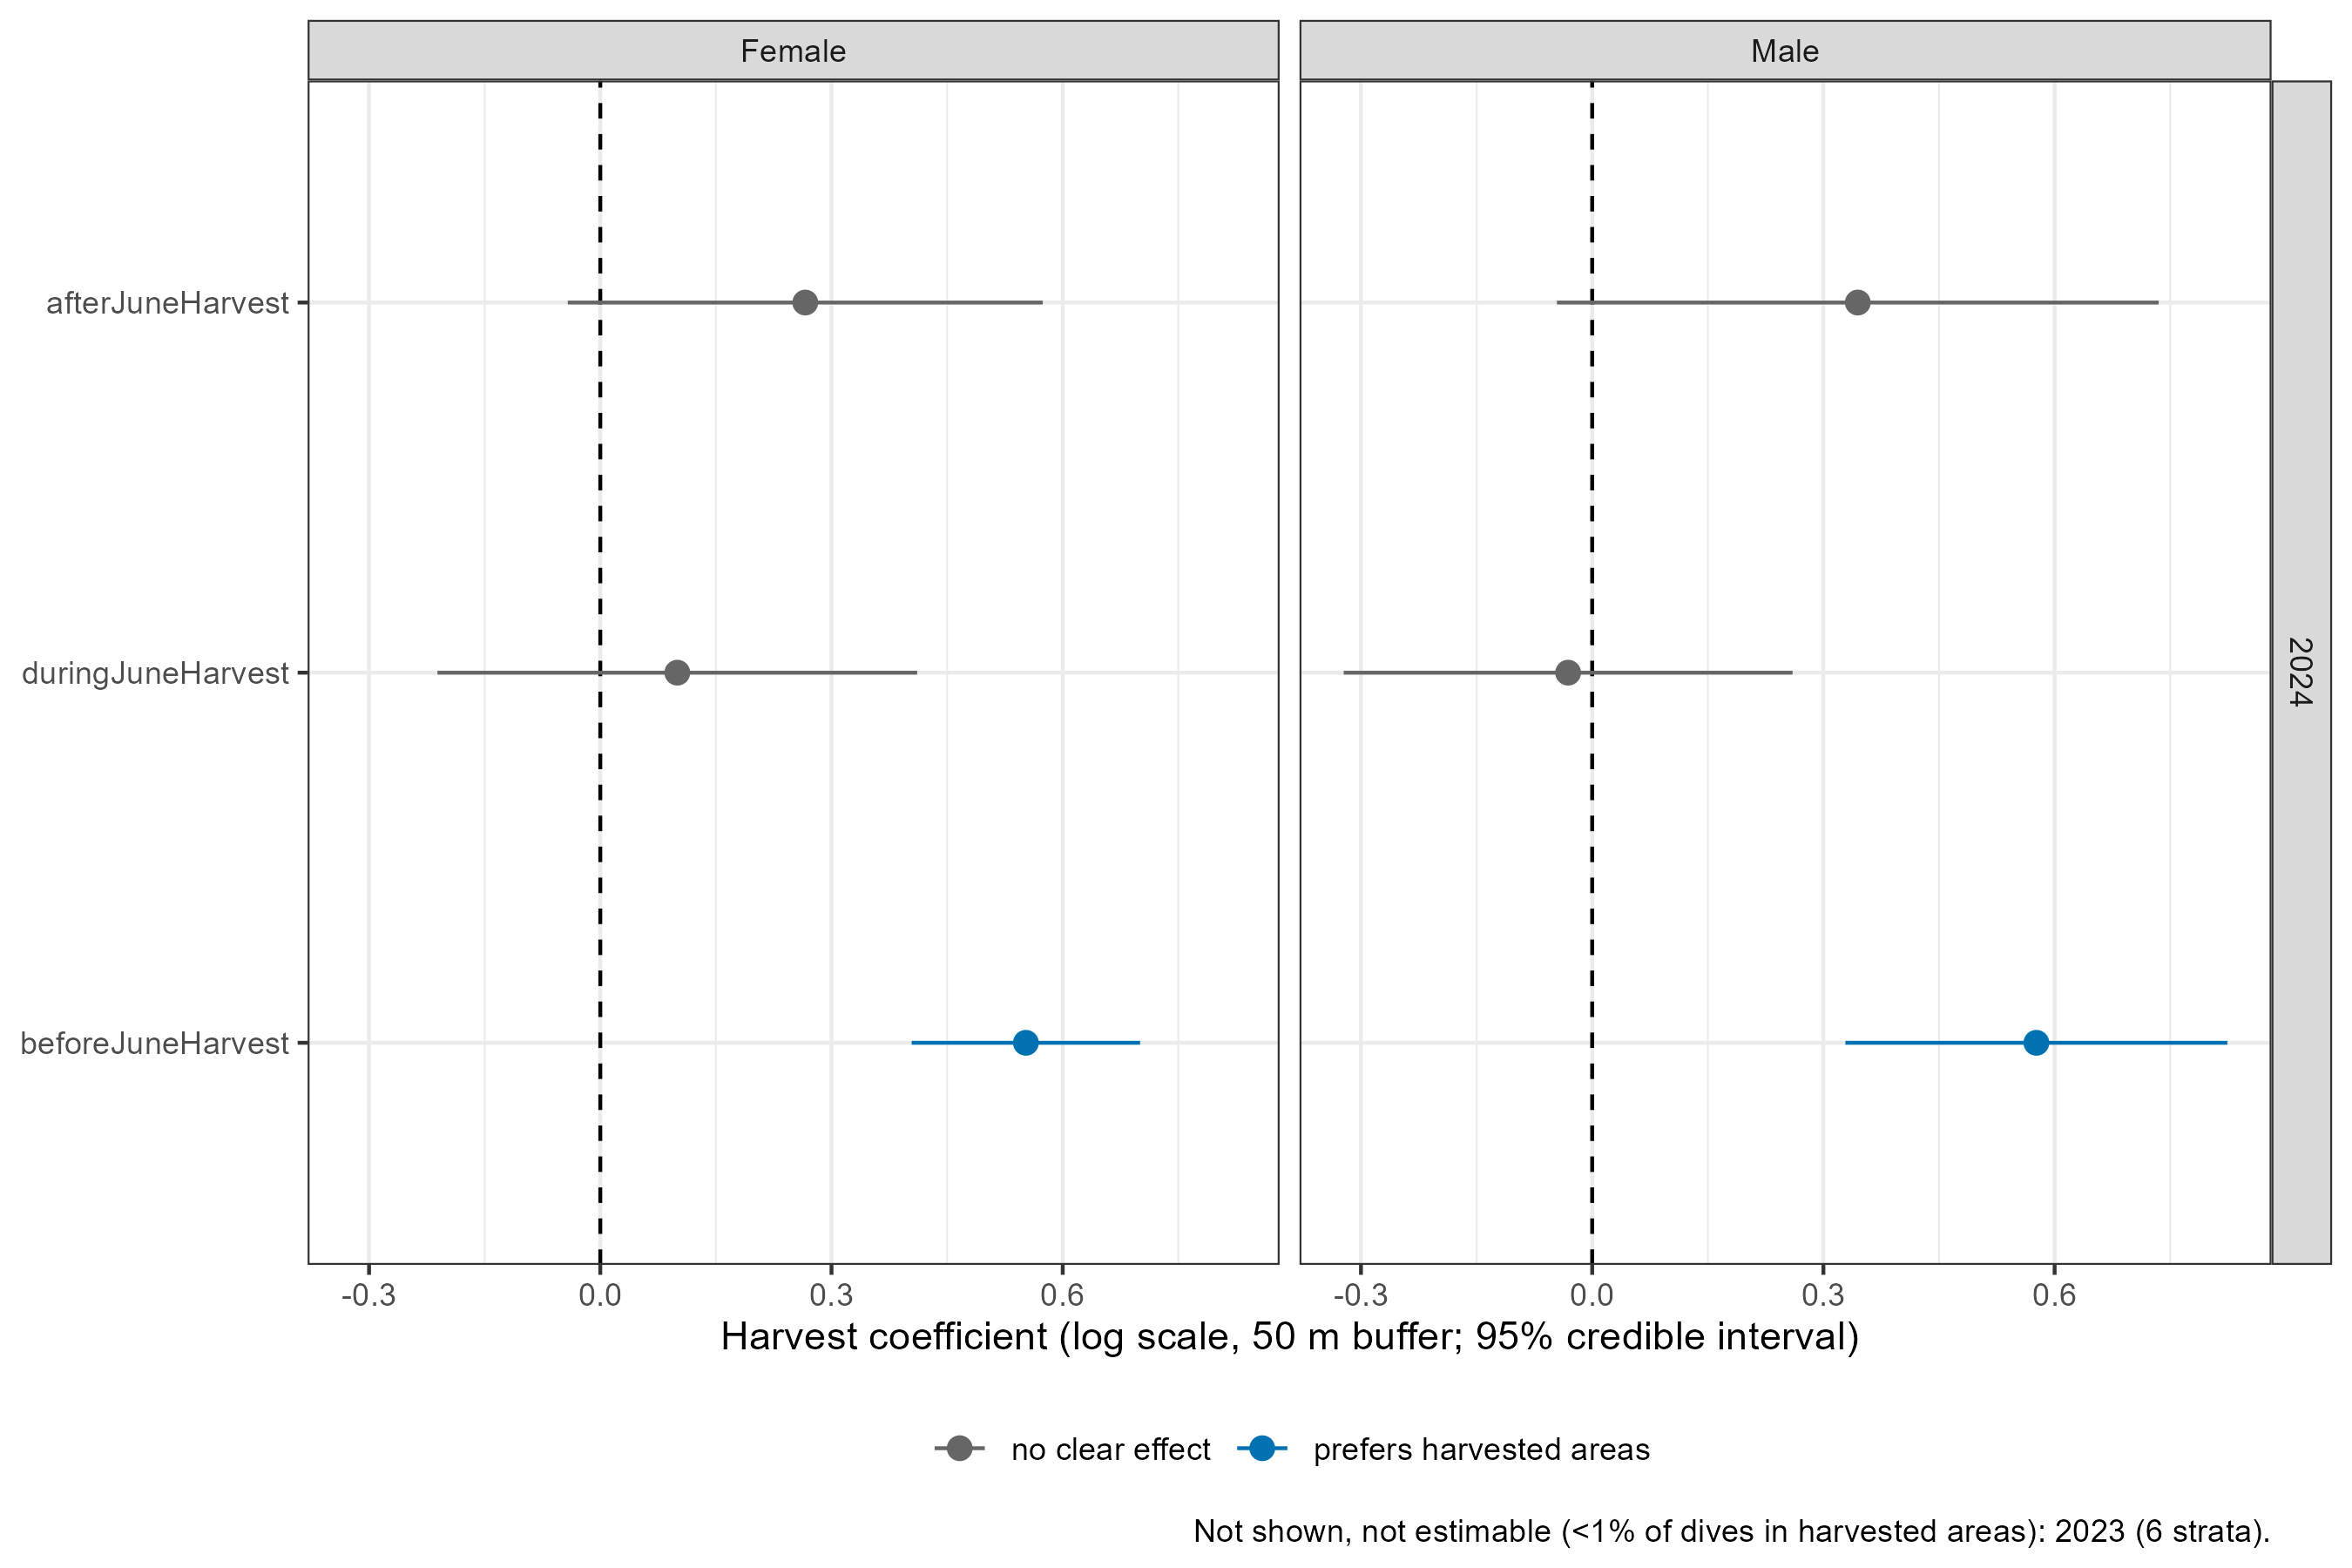 Female
Male
afterJuneHarvest
duringJuneHarvest
beforeJuneHarvest
2024
-0.3 0.0 0.3 0.6
-0.3 0.0 0.3 0.6
Harvest coefficient (log scale, 50 m buffer; 95% credible interval)
no clear effect
prefers harvested areas
Not shown, not estimable (<1% of dives in harvested areas): 2023 (6 strata).